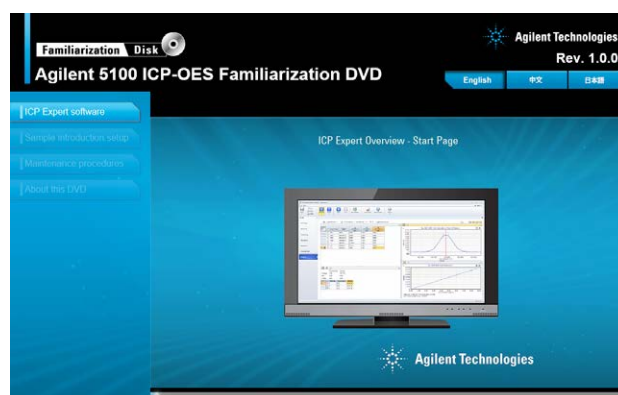 Familiarization Disk
Agilent 5100 ICP-OES Familiarization DVD
Agilent Technologies
Rev. 1.0.0
English
中文
日本語
ICP Expert software
Sample introduction setup
Maintenance procedures
About this DVD
ICP Expert Overview - Start Page
Agilent Technologies